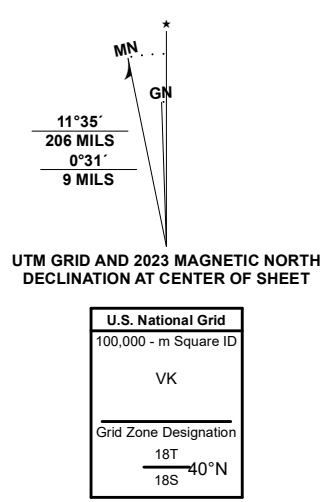 ★
MN
GN
11°35´
206 MILS
0°31´
9 MILS
UTM GRID AND 2023 MAGNETIC NORTH
DECLINATION AT CENTER OF SHEET
U.S. National Grid
100,000 - m Square ID
VK
Grid Zone Designation
18T
40°N
18S